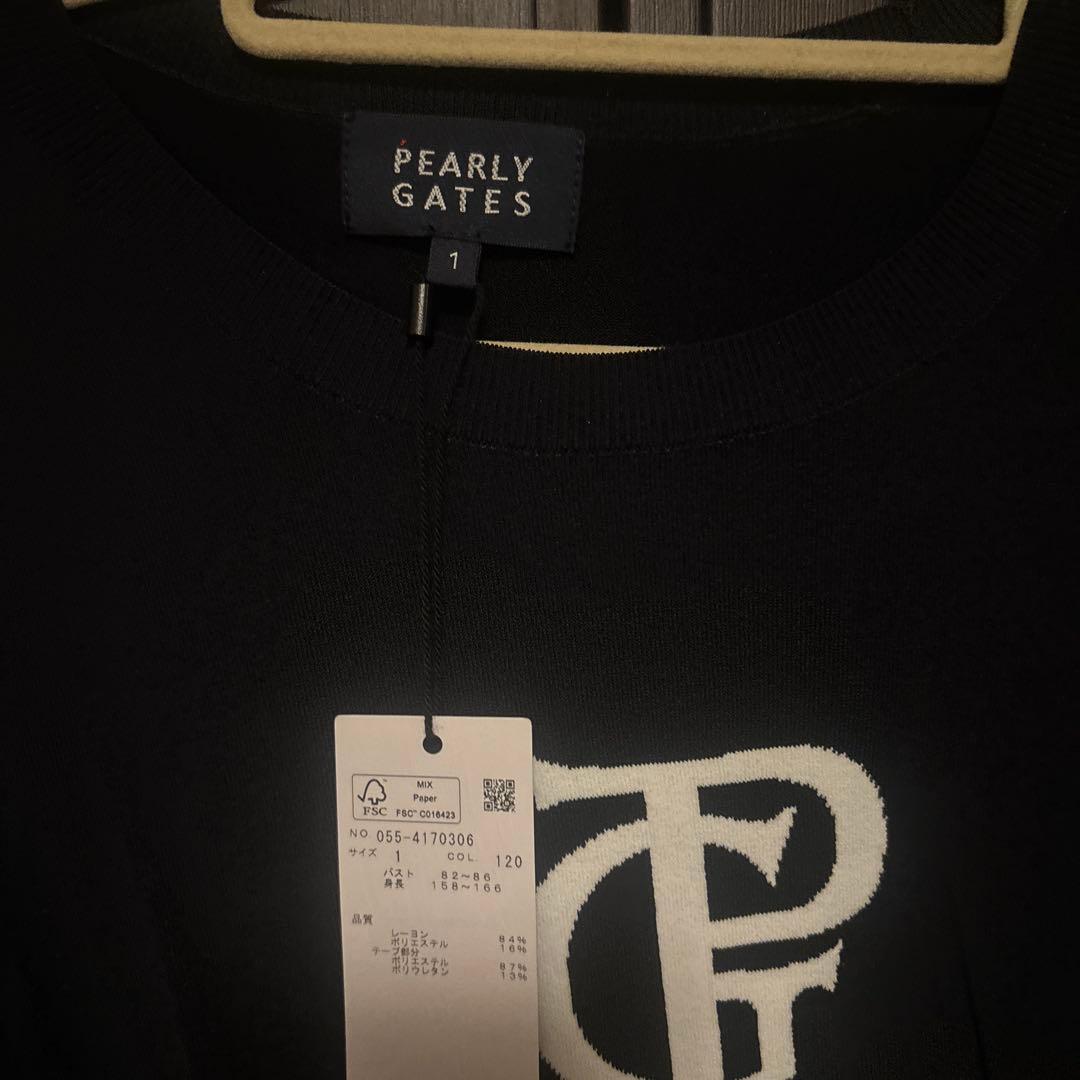 PEARLY
GATES
1
MIX
Paper
FSC
FSC™ C016423
NO. 055-4170306
サイズ 1 COL. 120
バスト 82～86
身長 158～166
品質
レーヨン 84%
ポリエステル 16%
テープ部分
ポリエステル 87%
ポリウレタン 13%
PG